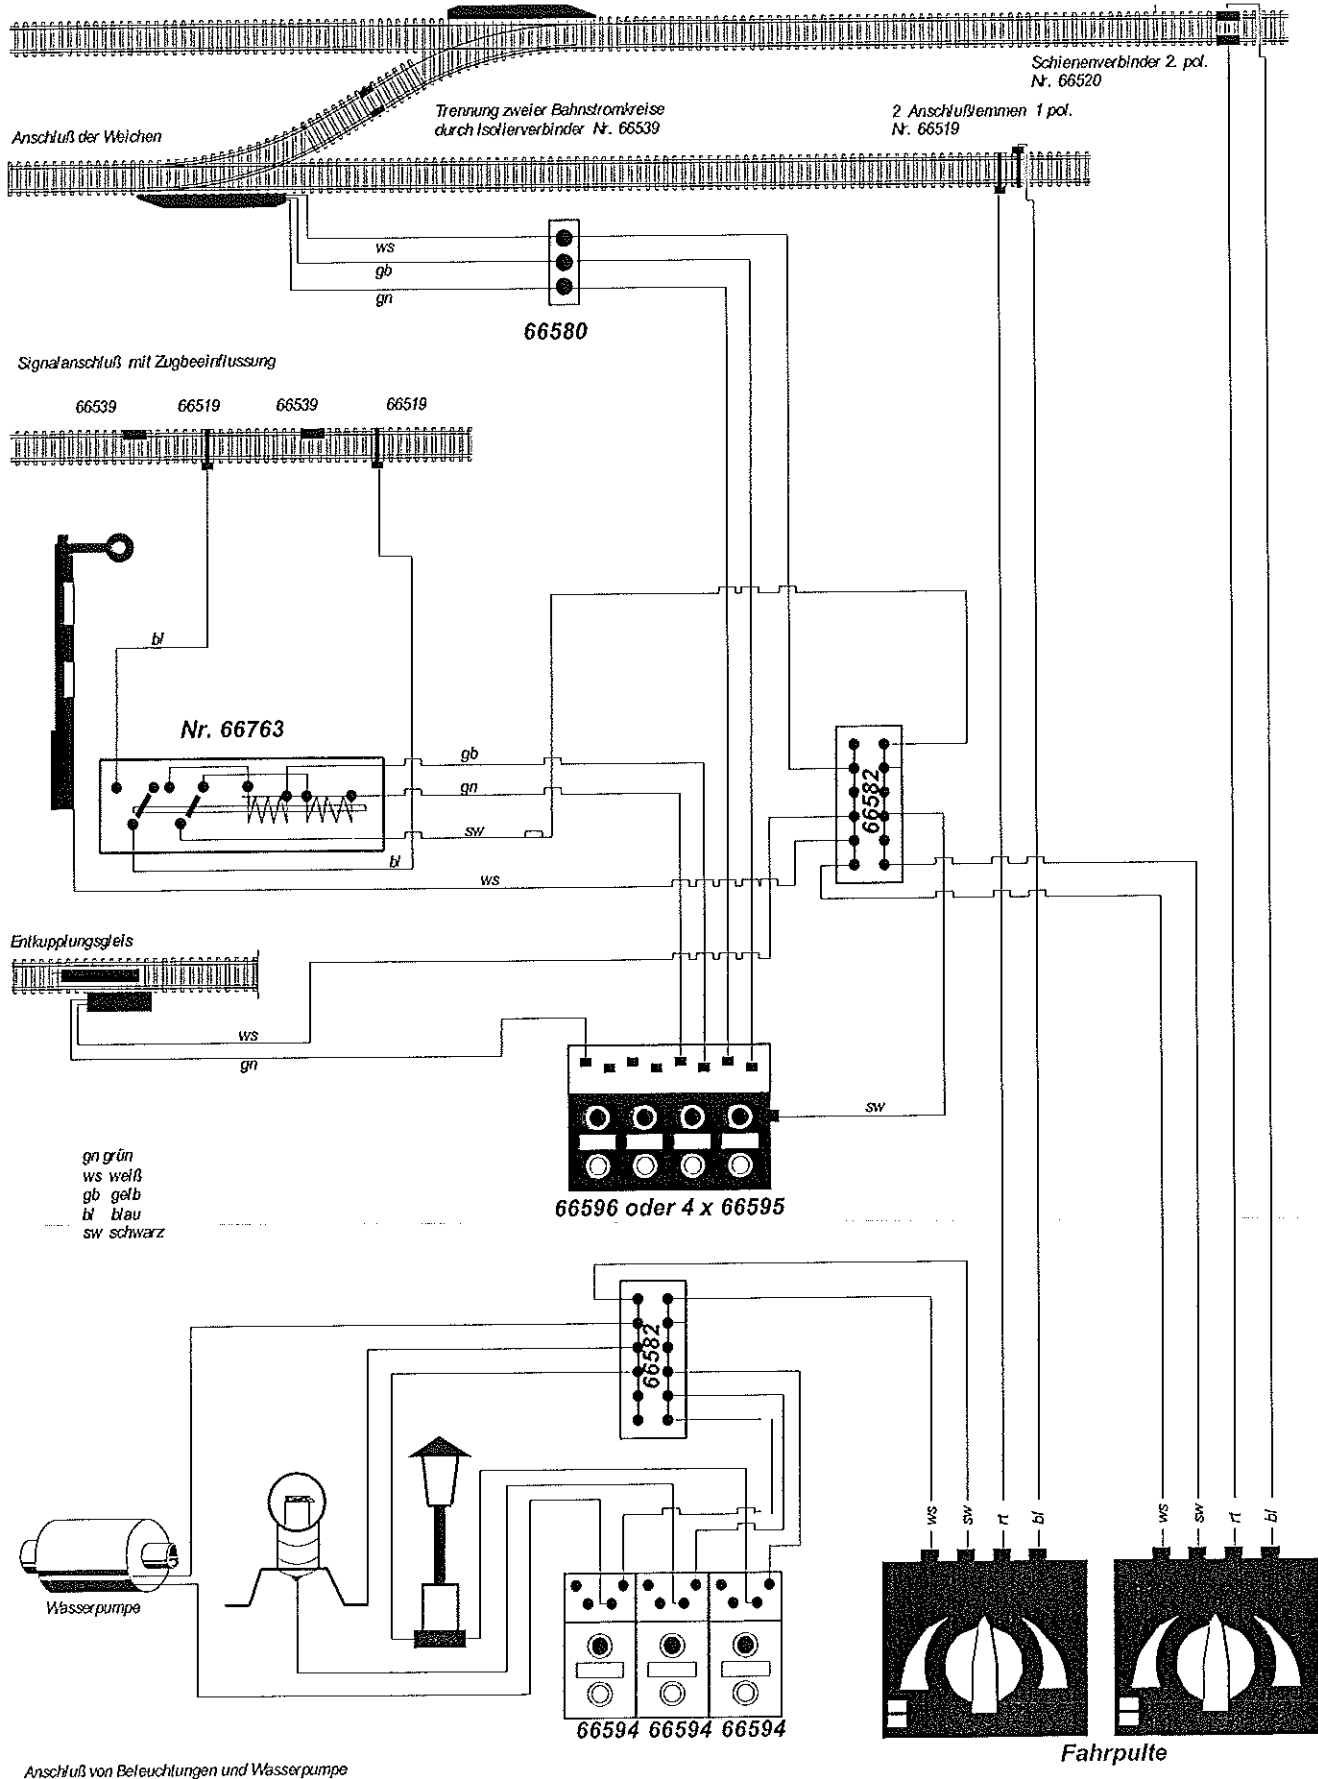 Schienenverbinder 2. pol.
Nr. 66520
Trennung zweier Bahnstromkreise
durch Isolierverbinder Nr. 66539
2 Anschlußlemmen 1 pol.
Nr. 66519
Anschluß der Weichen
ws
gb
gn
66580
Signalanschluß mit Zugbeeinflussung
66539 66519 66539 66519
bl
Nr. 66763
gb
gn
sw
bl
ws
66582
Entkupplungsgleis
ws
gn
sw
66596 oder 4 x 66595
gn grün
ws weiß
gb gelb
bl blau
sw schwarz
66582
ws sw rt bl ws sw rt bl
Wasserpumpe
66594 66594 66594
Fahrpulte
Anschluß von Beleuchtungen und Wasserpumpe